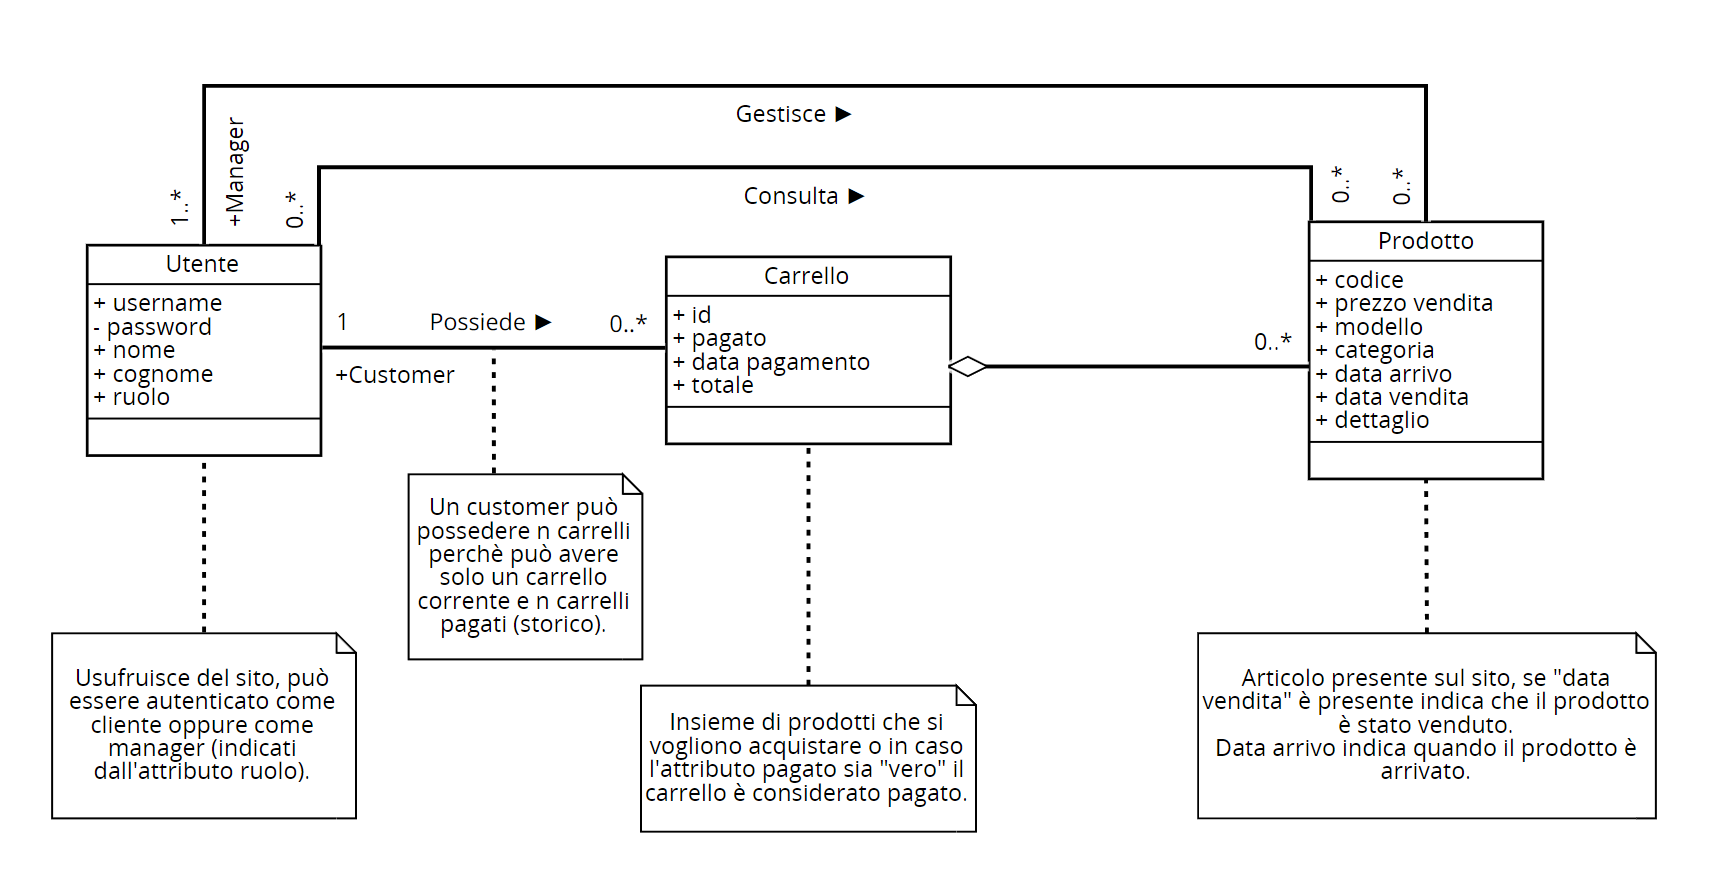 Gestisce ►
+Manager
1..*
0..*
Consulta ►
0..*
0..*
Utente
+ username
- password
+ nome
+ cognome
+ ruolo
1
Possiede ►
0..*
+Customer
Carrello
+ id
+ pagato
+ data pagamento
+ totale
0..*
Prodotto
+ codice
+ prezzo vendita
+ modello
+ categoria
+ data arrivo
+ data vendita
+ dettaglio
Un customer può
possedere n carrelli
perchè può avere
solo un carrello
corrente e n carrelli
pagati (storico).
Usufruisce del sito, può
essere autenticato come
cliente oppure come
manager (indicati
dall'attributo ruolo).
Insieme di prodotti che si
vogliono acquistare o in caso
l'attributo pagato sia "vero" il
carrello è considerato pagato.
Articolo presente sul sito, se "data
vendita" è presente indica che il prodotto
è stato venduto.
Data arrivo indica quando il prodotto è
arrivato.